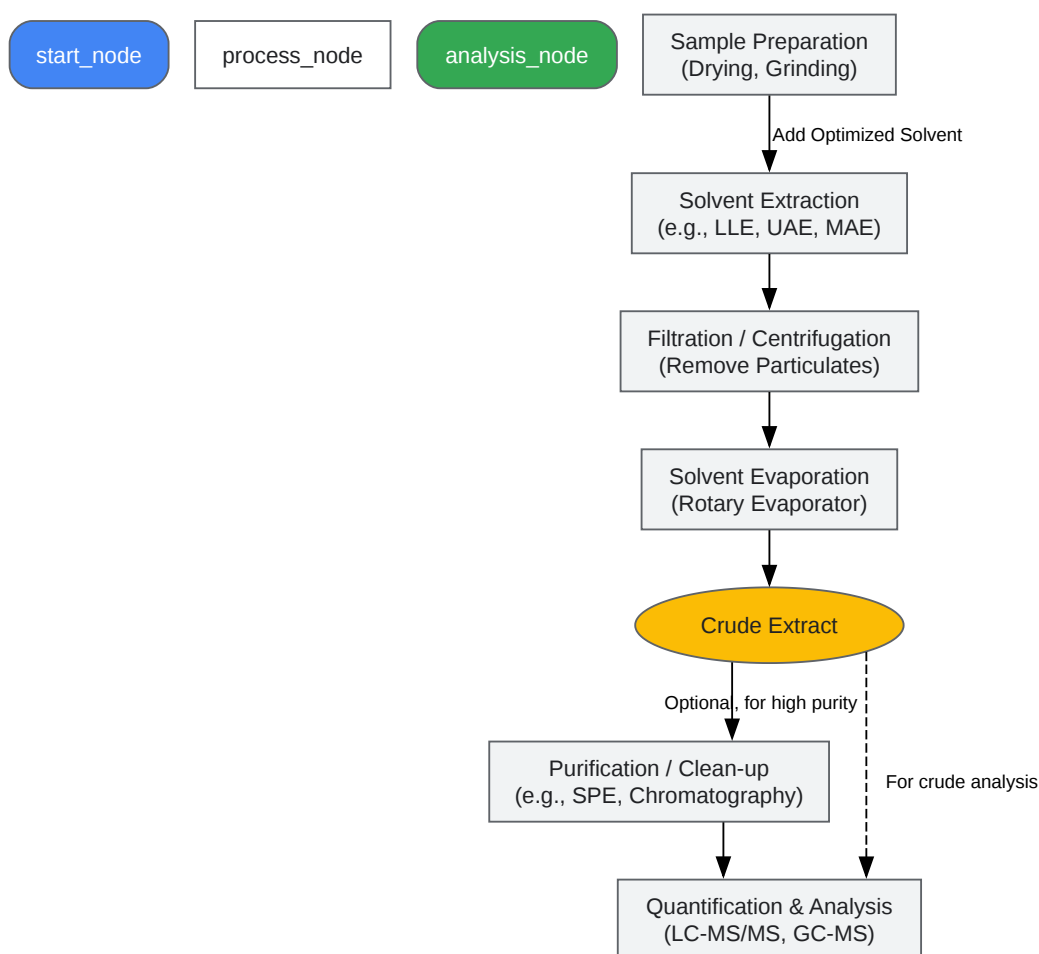 start_node
process_node
analysis_node
Sample Preparation
(Drying, Grinding)
Add Optimized Solvent
Solvent Extraction
(e.g., LLE, UAE, MAE)
Filtration / Centrifugation
(Remove Particulates)
Solvent Evaporation
(Rotary Evaporator)
Crude Extract
Optional, for high purity
Purification / Clean-up
(e.g., SPE, Chromatography)
For crude analysis
Quantification & Analysis
(LC-MS/MS, GC-MS)